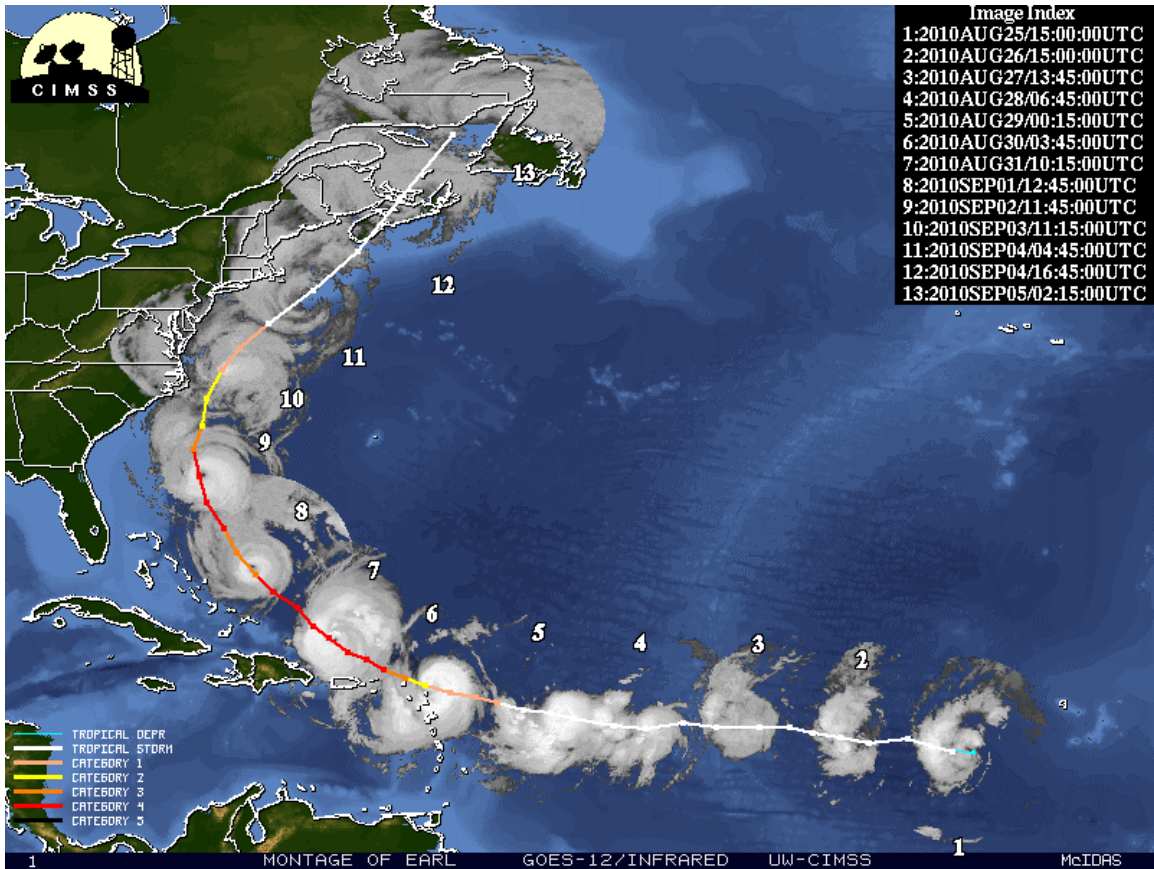 CIMSS
Image Index
1:2010AUG25/15:00:00UTC
2:2010AUG26/15:00:00UTC
3:2010AUG27/13:45:00UTC
4:2010AUG28/06:45:00UTC
5:2010AUG29/00:15:00UTC
6:2010AUG30/03:45:00UTC
7:2010AUG31/10:15:00UTC
8:2010SEP01/12:45:00UTC
9:2010SEP02/11:45:00UTC
10:2010SEP03/11:15:00UTC
11:2010SEP04/04:45:00UTC
12:2010SEP04/16:45:00UTC
13:2010SEP05/02:15:00UTC
13
12
11
10
9
8
7
6
5
4
3
2
1
TROPICAL DEPR
TROPICAL STORM
CATEGORY 1
CATEGORY 2
CATEGORY 3
CATEGORY 4
CATEGORY 5
1 MONTAGE OF EARL GOES-12/INFRARED UW-CIMSS McIDAS